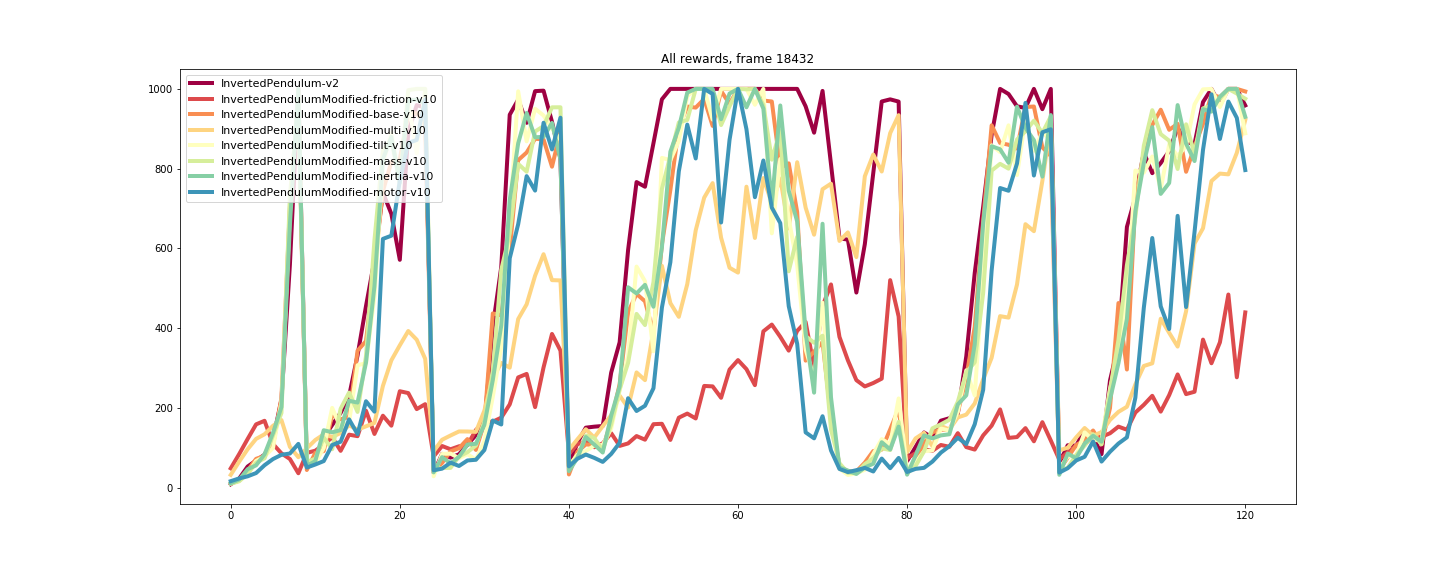 All rewards, frame 18432
InvertedPendulum-v2
InvertedPendulumModified-friction-v10
InvertedPendulumModified-base-v10
InvertedPendulumModified-multi-v10
InvertedPendulumModified-tilt-v10
InvertedPendulumModified-mass-v10
InvertedPendulumModified-inertia-v10
InvertedPendulumModified-motor-v10
1000
800
600
400
200
0
0 20 40 60 80 100 120